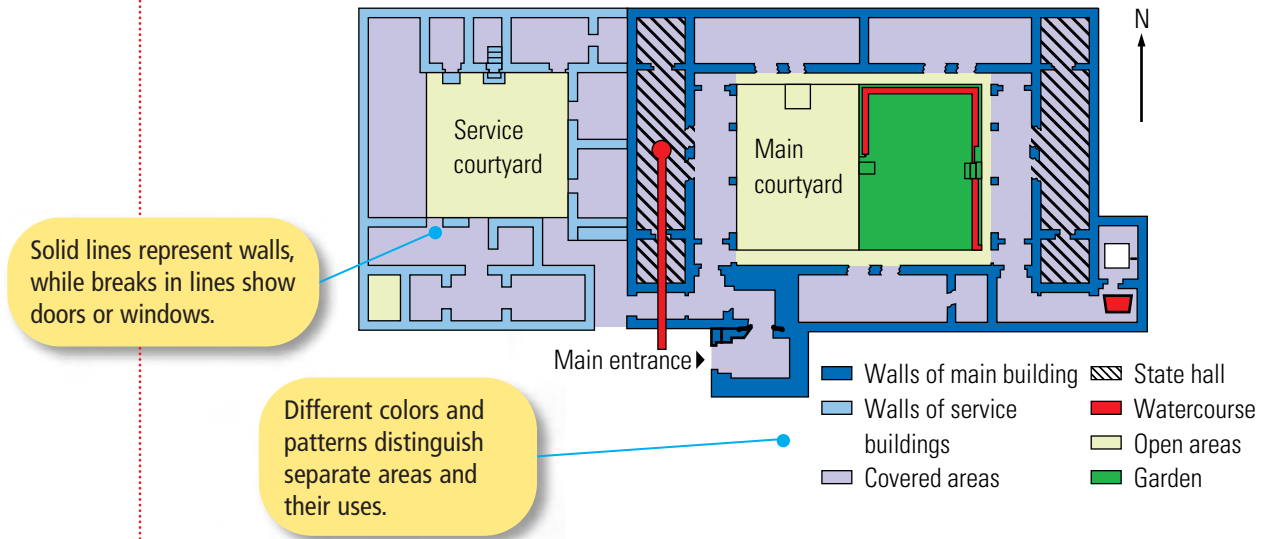 N
Service
courtyard
Main
courtyard
Solid lines represent walls,
while breaks in lines show
doors or windows.
Main entrance
Different colors and
patterns distinguish
separate areas and
their uses.
Walls of main building
Walls of service
buildings
Covered areas
State hall
Watercourse
Open areas
Garden